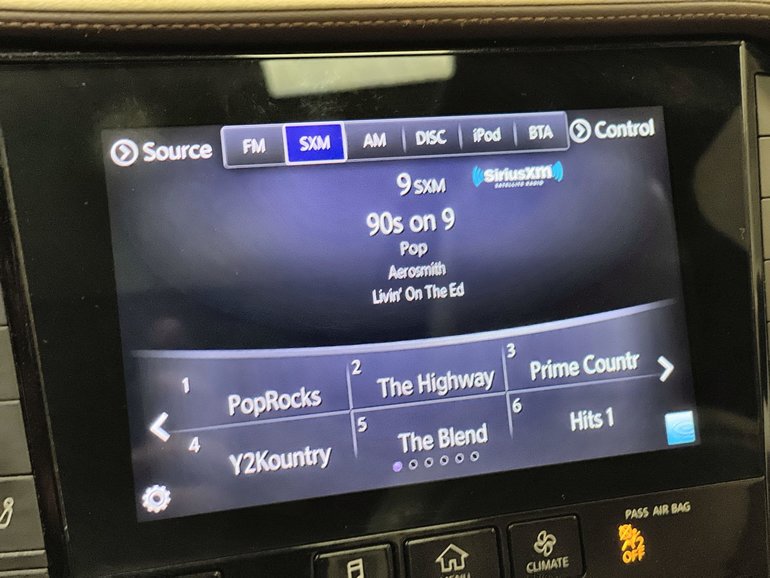 Source FM SXM AM DISC iPod BTA Control
9 SXM
((SiriusXM))
SATELLITE RADIO
90s on 9
Pop
Aerosmith
Livin' On The Ed
1 PopRocks 2 The Highway 3 Prime Countr
4 Y2Kountry 5 The Blend 6 Hits 1
MENU
CLIMATE
PASS AIR BAG
OFF